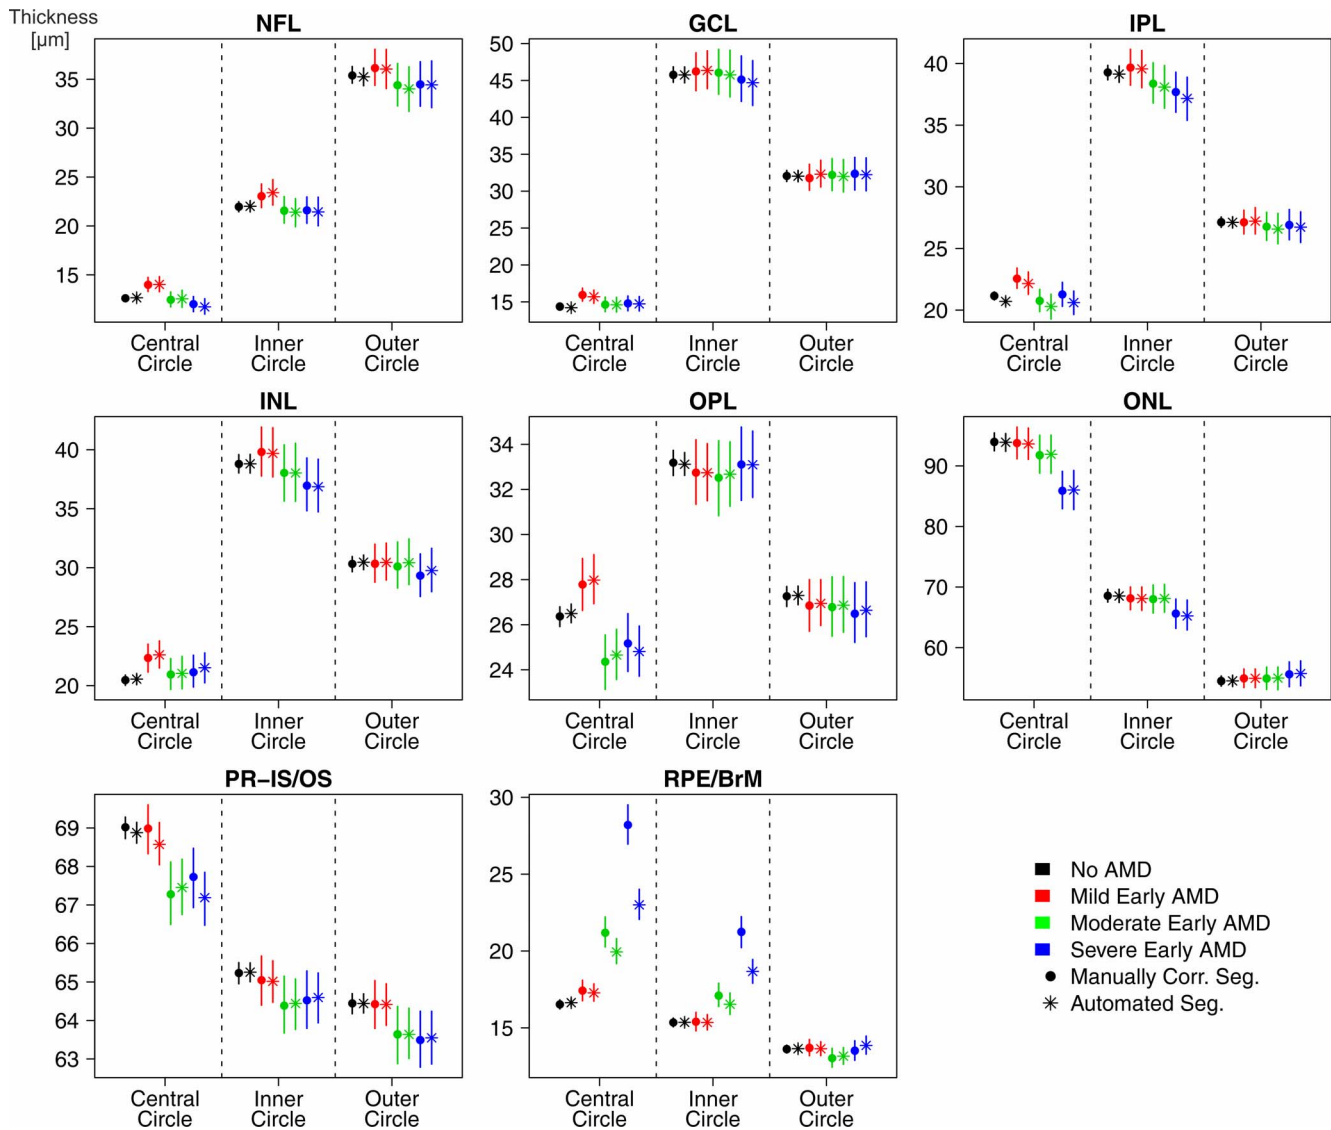 Thickness
[µm]
NFL
GCL
IPL
35
30
25
20
15
50
45
40
35
30
25
20
15
40
35
30
25
20
Central
Circle
Inner
Circle
Outer
Circle
Central
Circle
Inner
Circle
Outer
Circle
Central
Circle
Inner
Circle
Outer
Circle
INL
OPL
ONL
40
35
30
25
20
34
32
30
28
26
24
90
80
70
60
Central
Circle
Inner
Circle
Outer
Circle
Central
Circle
Inner
Circle
Outer
Circle
Central
Circle
Inner
Circle
Outer
Circle
PR−IS/OS
RPE/BrM
69
68
67
66
65
64
63
30
25
20
15
Central
Circle
Inner
Circle
Outer
Circle
Central
Circle
Inner
Circle
Outer
Circle
No AMD
Mild Early AMD
Moderate Early AMD
Severe Early AMD
Manually Corr. Seg.
Automated Seg.